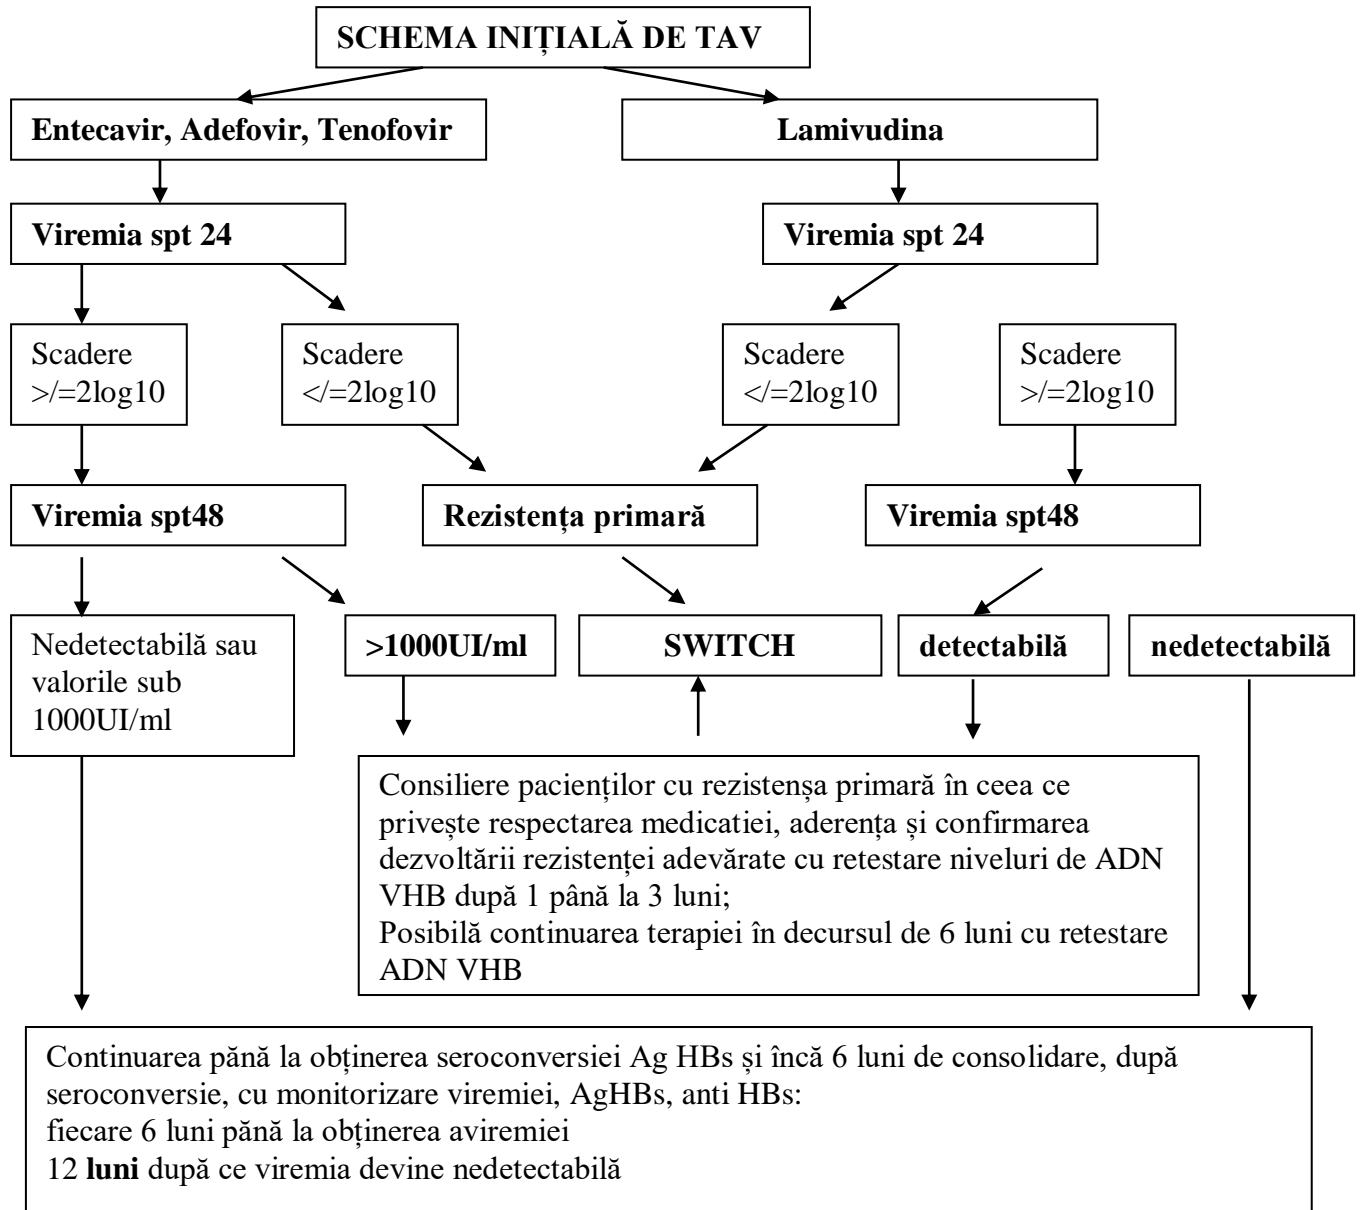 SCHEMA INIȚIALĂ DE TAV
Entecavir, Adefovir, Tenofovir
Lamivudina
Viremia spt 24
Viremia spt 24
Scadere
>/=2log10
Scadere
</=2log10
Scadere
</=2log10
Scadere
>/=2log10
Viremia spt48
Rezistența primară
Viremia spt48
Nedetectabilă sau
valorile sub
1000UI/ml
>1000UI/ml
SWITCH
detectabilă
nedetectabilă
Consiliere pacienților cu rezistenșa primară în ceea ce
privește respectarea medicatiei, aderența și confirmarea
dezvoltării rezistenței adevărate cu retestare niveluri de ADN
VHB după 1 până la 3 luni;
Posibilă continuarea terapiei în decursul de 6 luni cu retestare
ADN VHB
Continuarea pănă la obținerea seroconversiei Ag HBs și încă 6 luni de consolidare, după
seroconversie, cu monitorizare viremiei, AgHBs, anti HBs:
fiecare 6 luni pănă la obținerea aviremiei
12 luni după ce viremia devine nedetectabilă